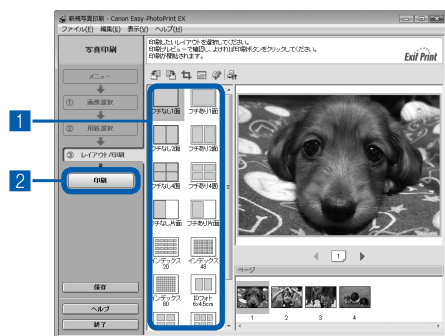 新規写真印刷 - Canon Easy-PhotoPrint EX
ファイル(F) 編集(E) 表示(V) ヘルプ(H)
写真印刷
印刷したいレイアウトを選択してください。
印刷プレビューで確認し、よければ印刷ボタンをクリックしてください。
印刷が開始されます。
Exif Print
メニュー
① 画像選択
② 用紙選択
③ レイアウト/印刷
印刷
保存
ヘルプ
終了
1
2
フチなし1面 フチあり1面
フチなし2面 フチあり2面
フチなし4面 フチあり4面
フチなし片面 フチあり片面
インデックス 20 インデックス 48
インデックス 80 IDフォト 6x4.5cm
1
ページ
1 2 3 4